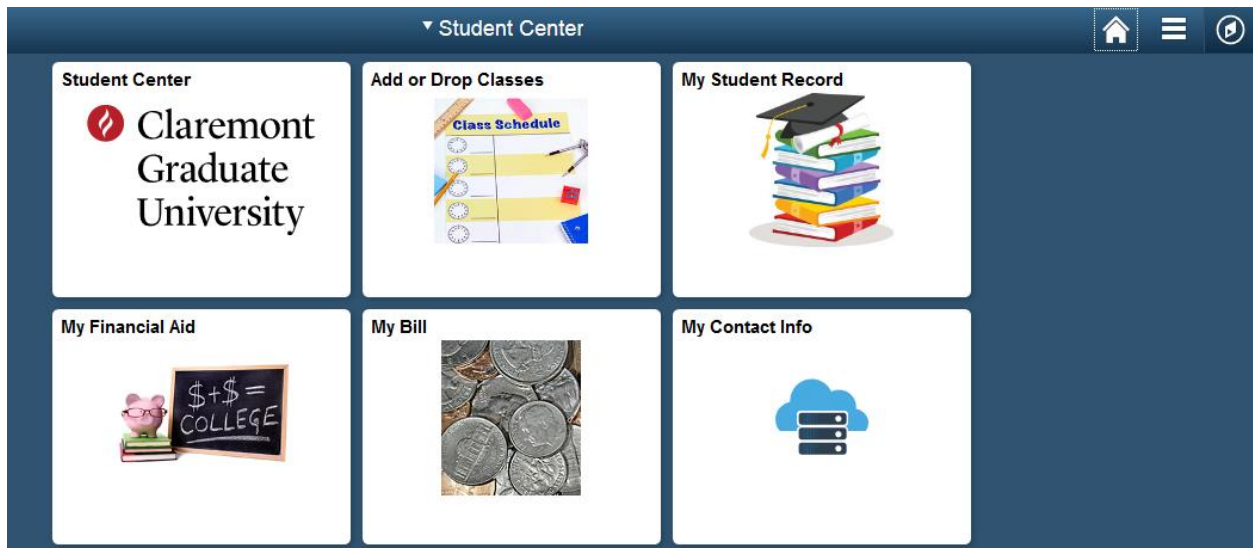 Student Center
Student Center
Claremont
Graduate
University
Add or Drop Classes
Class Schedule
My Student Record
My Financial Aid
$+$=
COLLEGE
My Bill
My Contact Info